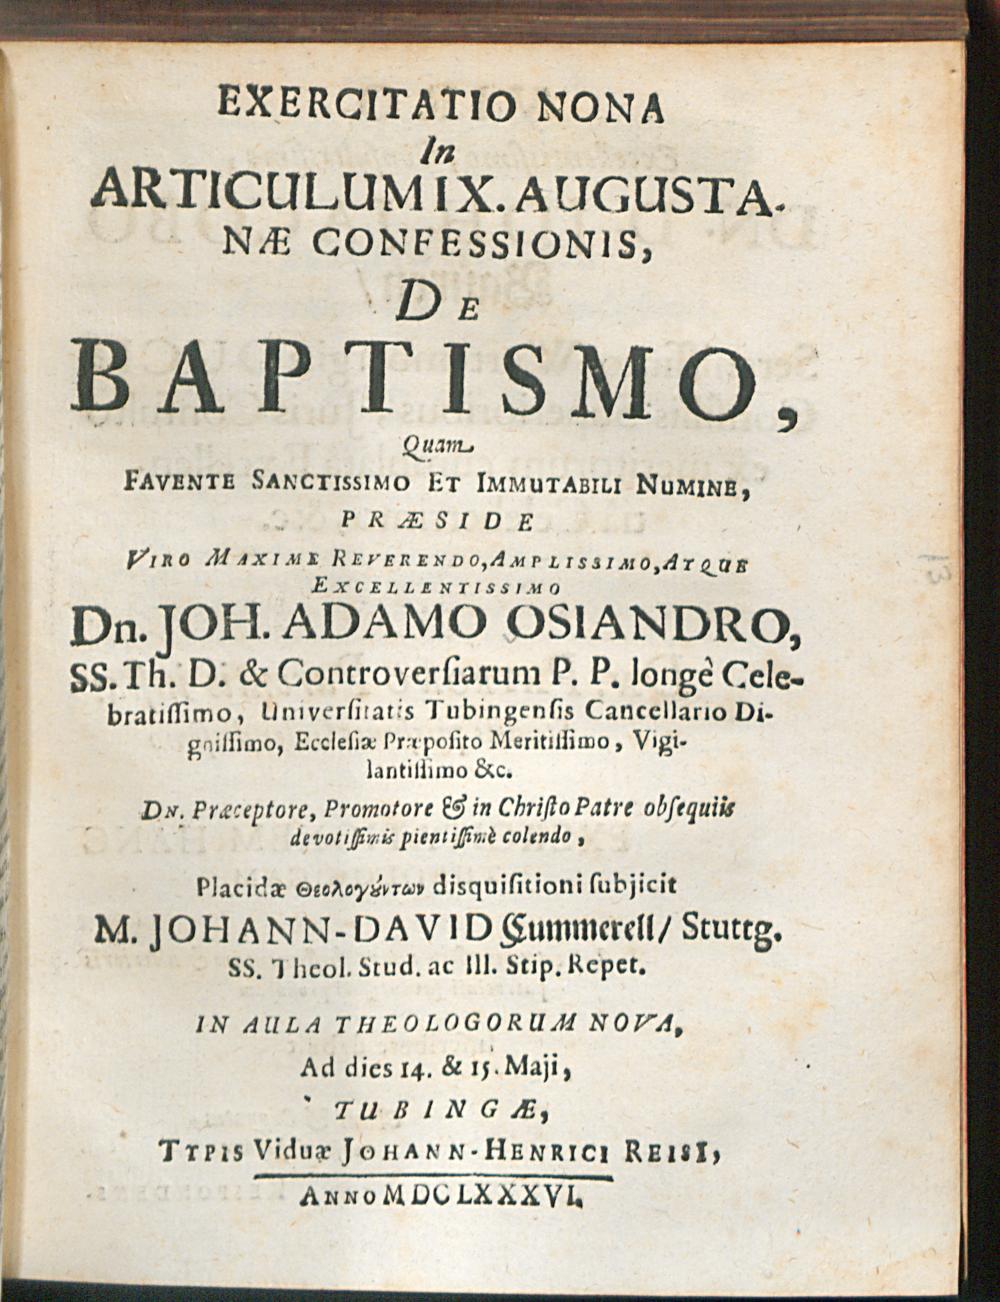 EXERCITATIO NONA
In
ARTICULUM IX. AUGUSTA-
NÆ CONFESSIONIS,
DE
BAPTISMO,
Quam
FAVENTE SANCTISSIMO ET IMMUTABILI NUMINE,
PRÆSIDE
VIRO MAXIME REVERENDO, AMPLISSIMO, ATQUE
EXCELLENTISSIMO
Dn. JOH. ADAMO OSIANDRO,
SS. Th. D. & Controverſiarum P. P. longè Cele-
bratiſſimo, Univerſitatis Tubingenſis Cancellario Di-
gniſſimo, Eccleſiæ Præpoſito Meritiſſimo, Vigi-
lantiſſimo &c.
DN. Præceptore, Promotore & in Chriſto Patre obſequiis
devotiſſimis pientiſſimè colendo,
Placidæ Θεολογούντων disquiſitioni ſubjicit
M. JOHANN-DAVID Summerell/ Stuttg.
SS. Theol. Stud. ac Ill. Stip. Repet.
IN AULA THEOLOGORUM NOVA,
Ad dies 14. & 15. Maji,
TUBINGÆ,
TYPIS Viduæ JOHANN-HENRICI REISI,
ANNO MDCLXXXVI.